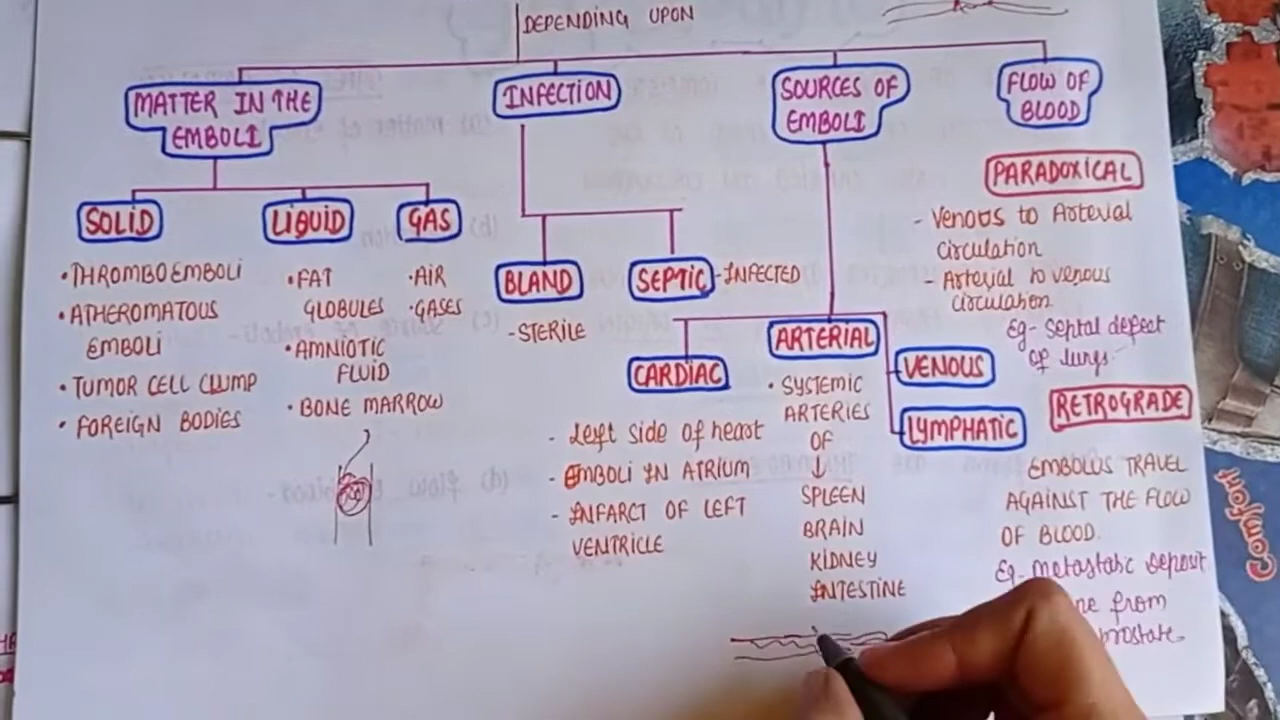 DEPENDING UPON
MATTER IN THE
EMBOLI
INFECTION
SOURCES OF
EMBOLI
FLOW OF
BLOOD
SOLID
LIQUID
GAS
• THROMBOEMBOLI
• ATHEROMATOUS
EMBOLI
• TUMOR CELL CLUMP
• FOREIGN BODIES
• FAT
GLOBULES
• AMNIOTIC
FLUID
• BONE MARROW
• AIR
• GASES
BLAND
- STERILE
SEPTIC - INFECTED
CARDIAC
- Left side of heart
- EMBOLI IN ATRIUM
- INFARCT OF LEFT
VENTRICLE
ARTERIAL
• SYSTEMIC
ARTERIES
OF
↓
SPLEEN
BRAIN
KIDNEY
INTESTINE
VENOUS
LYMPHATIC
PARADOXICAL
- Venous to Arterial
circulation
- Arterial to venous
circulation
Eg - Septal defect
of lungs
RETROGRADE
EMBOLUS TRAVEL
AGAINST THE FLOW
OF BLOOD.
Eg - metastatic deposit
from
Comfort